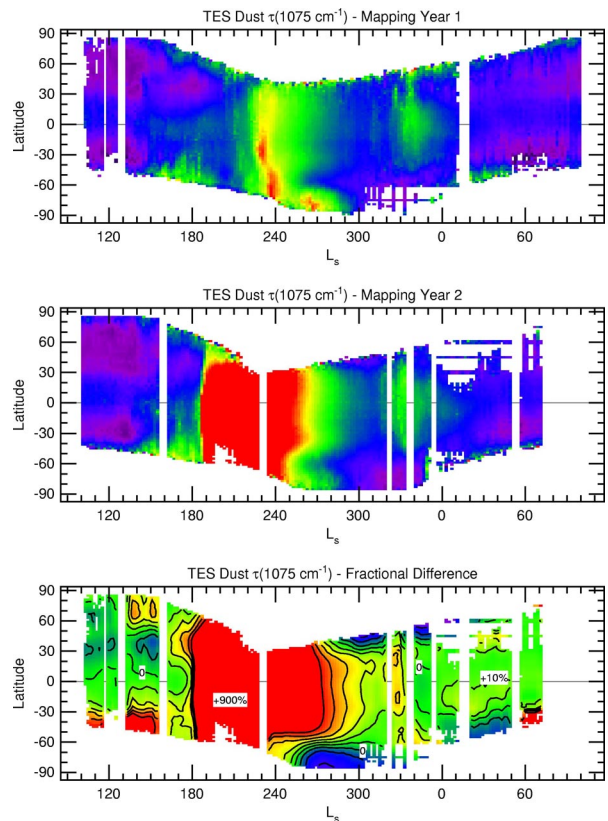 TES Dust τ(1075 cm⁻¹) - Mapping Year 1
90
60
30
0
-30
-60
-90
Latitude
120 180 240 300 0 60
Lₛ
TES Dust τ(1075 cm⁻¹) - Mapping Year 2
90
60
30
0
-30
-60
-90
Latitude
120 180 240 300 0 60
Lₛ
TES Dust τ(1075 cm⁻¹) - Fractional Difference
90
60
30
0
-30
-60
-90
Latitude
0 +900% 0 0 +10%
120 180 240 300 0 60
Lₛ